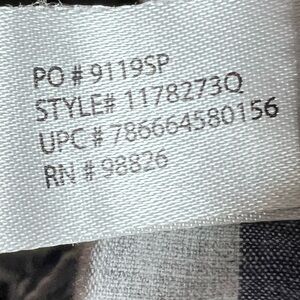 PO # 9119SP
STYLE# 1178273Q
UPC # 786664580156
RN # 98826